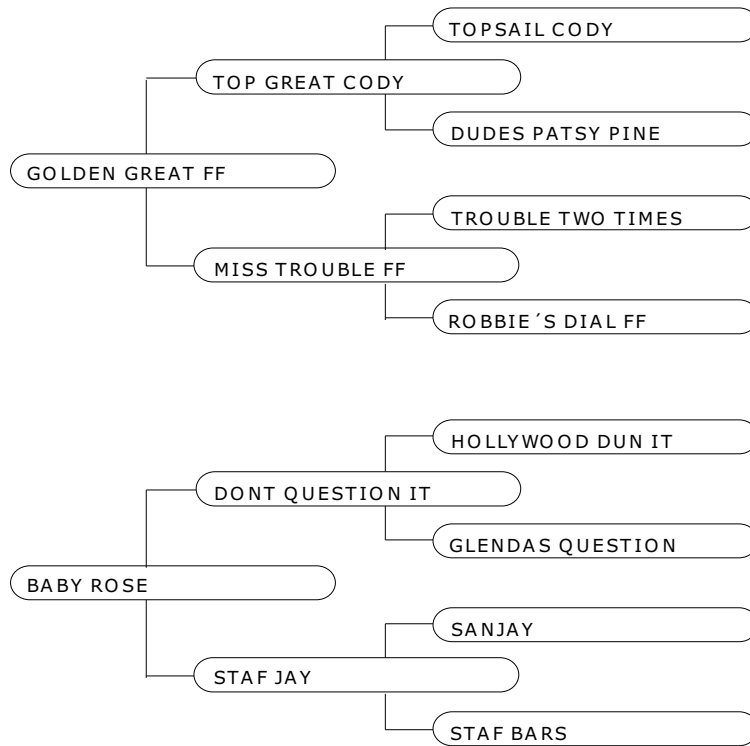 TOPSAIL CODY
TOP GREAT CODY
DUDES PATSY PINE
GOLDEN GREAT FF
TROUBLE TWO TIMES
MISS TROUBLE FF
ROBBIE´S DIAL FF
HOLLYWOOD DUN IT
DONT QUESTION IT
GLENDAS QUESTION
BABY ROSE
SANJAY
STAF JAY
STAF BARS